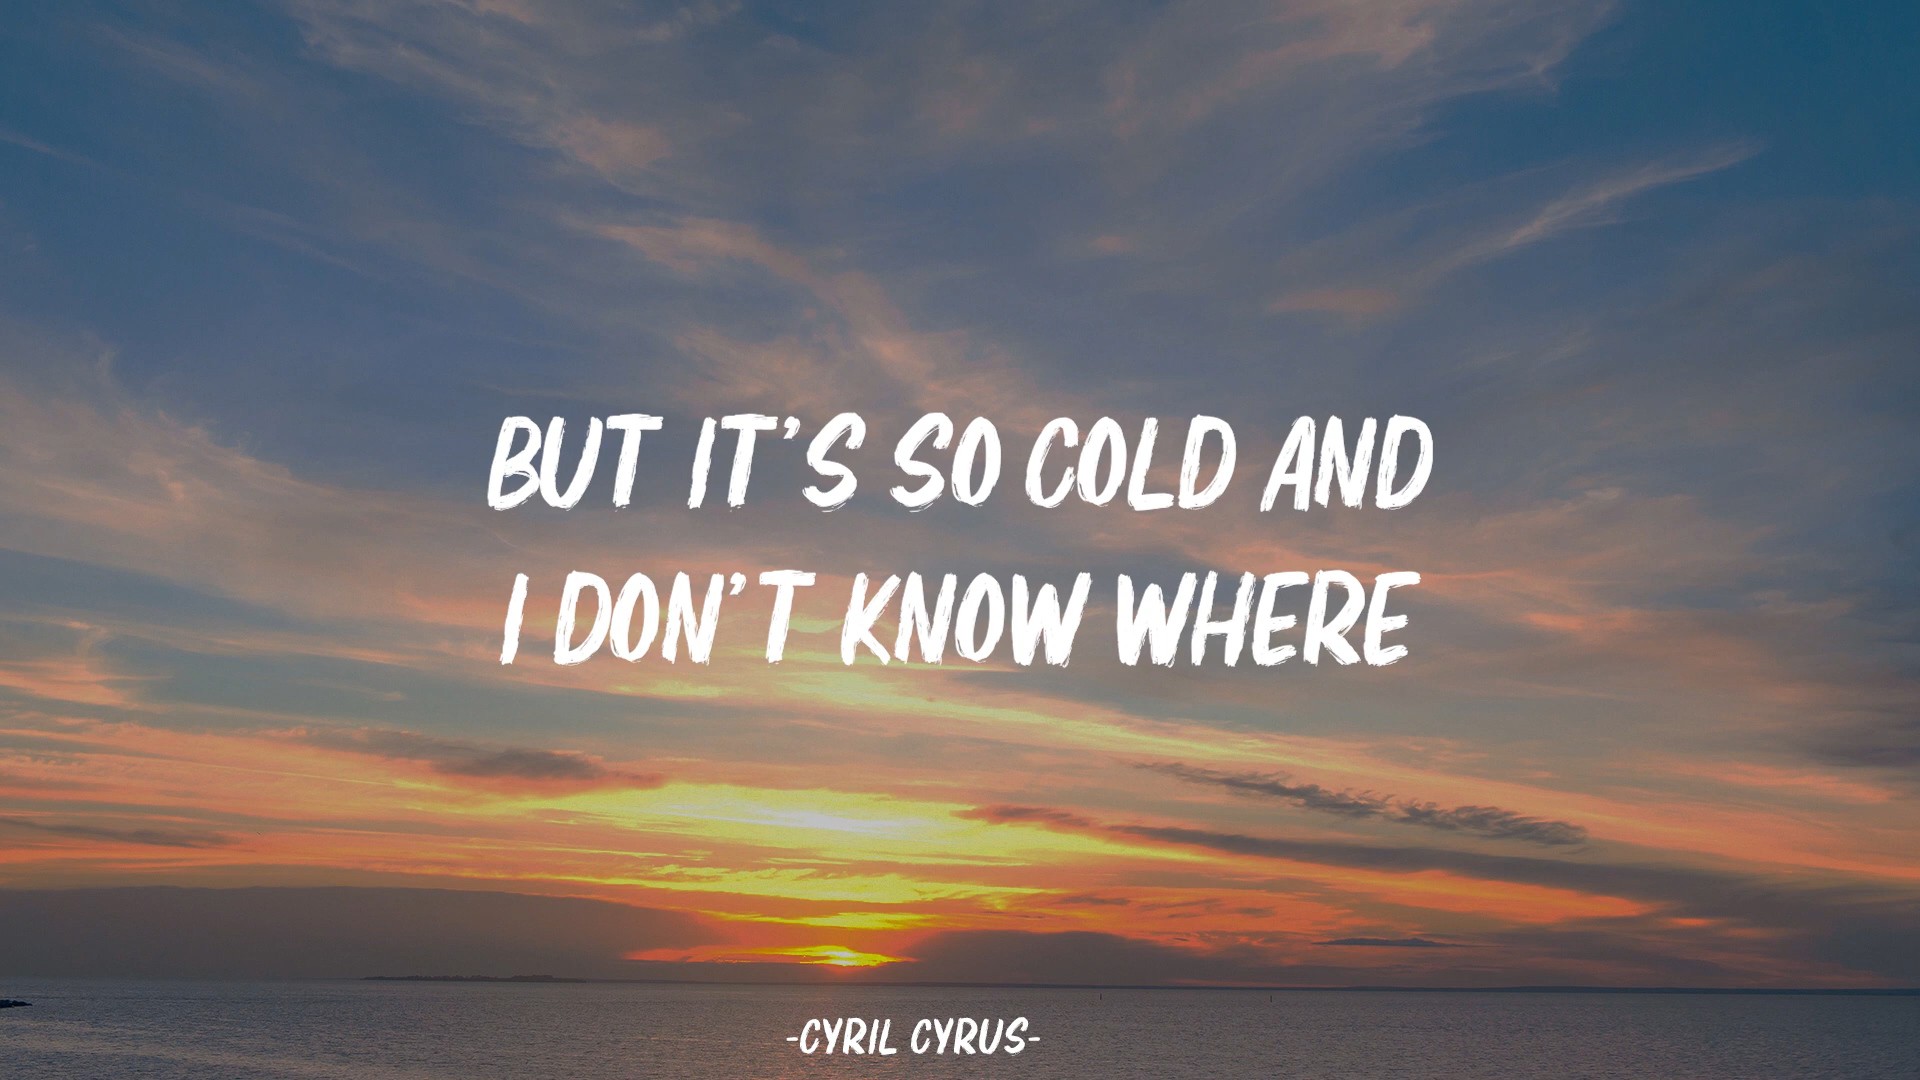 BUT IT'S SO COLD AND
I DON'T KNOW WHERE
-CYRIL CYRUS-